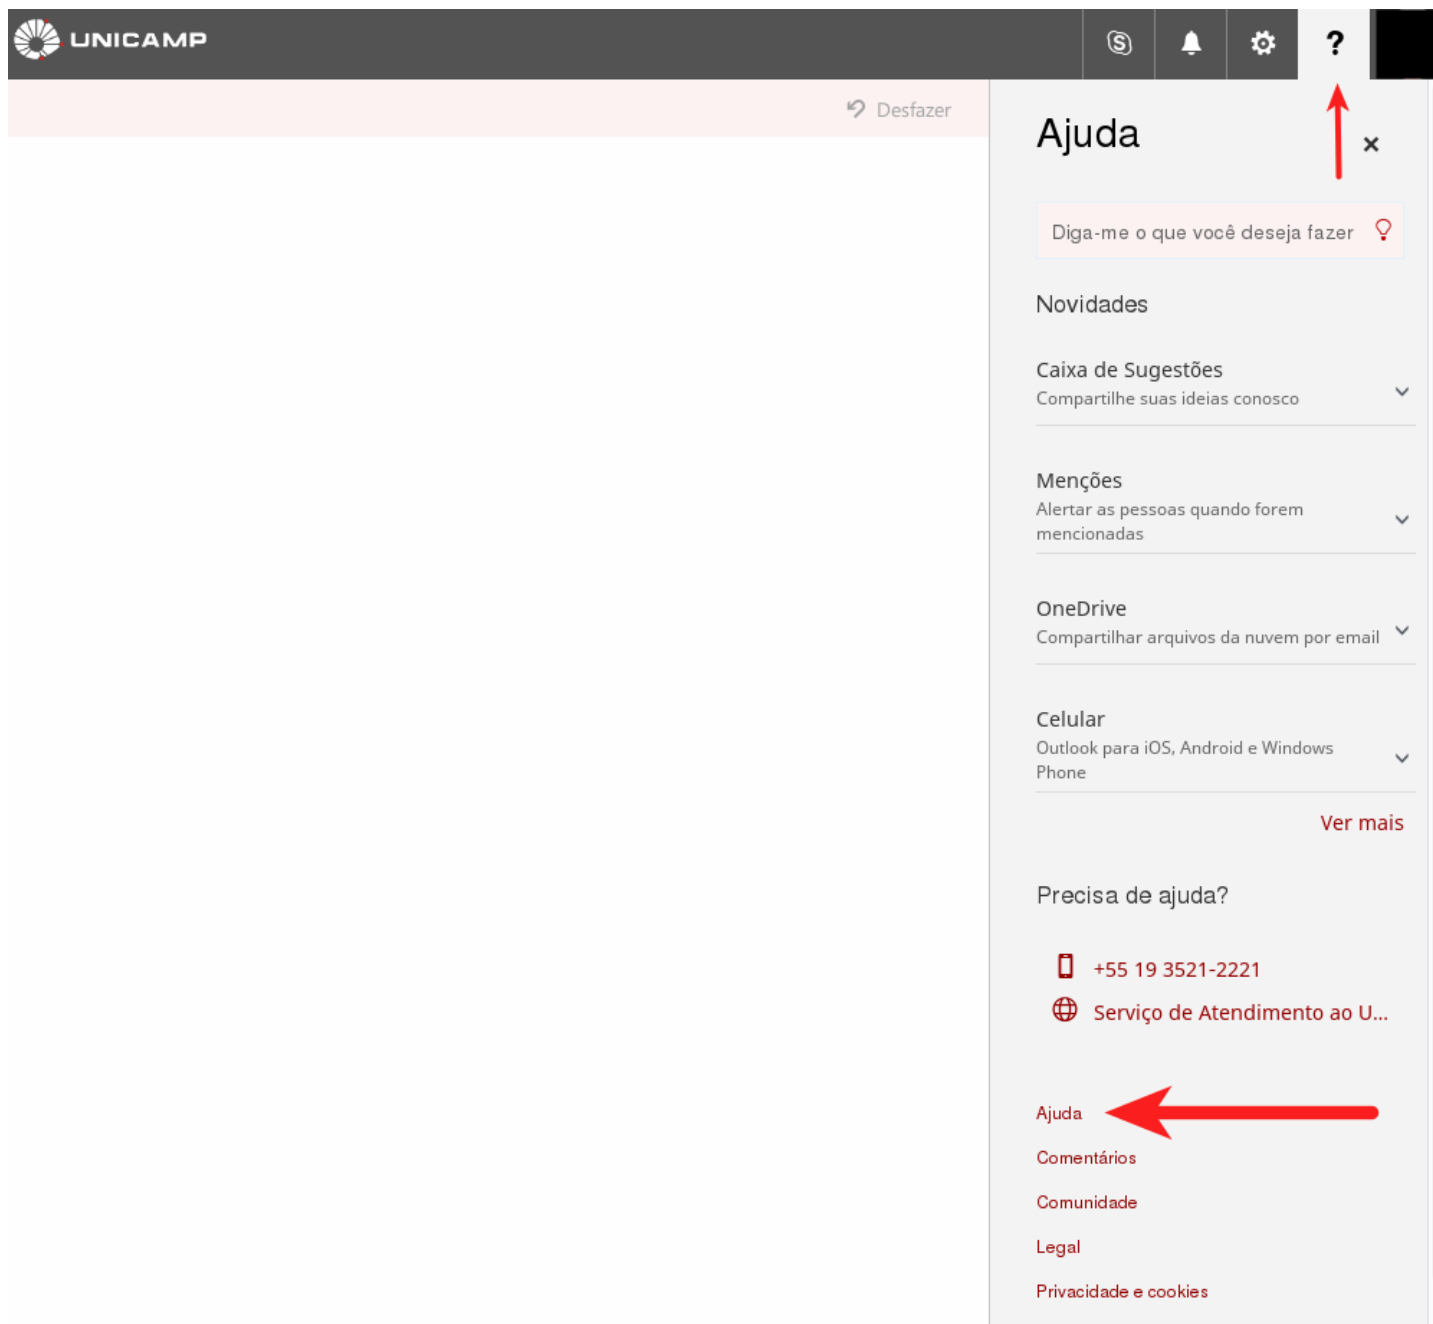 UNICAMP
?
Desfazer
Ajuda
Diga-me o que você deseja fazer
Novidades
Caixa de Sugestões
Compartilhe suas ideias conosco
Menções
Alertar as pessoas quando forem
mencionadas
OneDrive
Compartilhar arquivos da nuvem por email
Celular
Outlook para iOS, Android e Windows
Phone
Ver mais
Precisa de ajuda?
+55 19 3521-2221
Serviço de Atendimento ao U...
Ajuda
Comentários
Comunidade
Legal
Privacidade e cookies